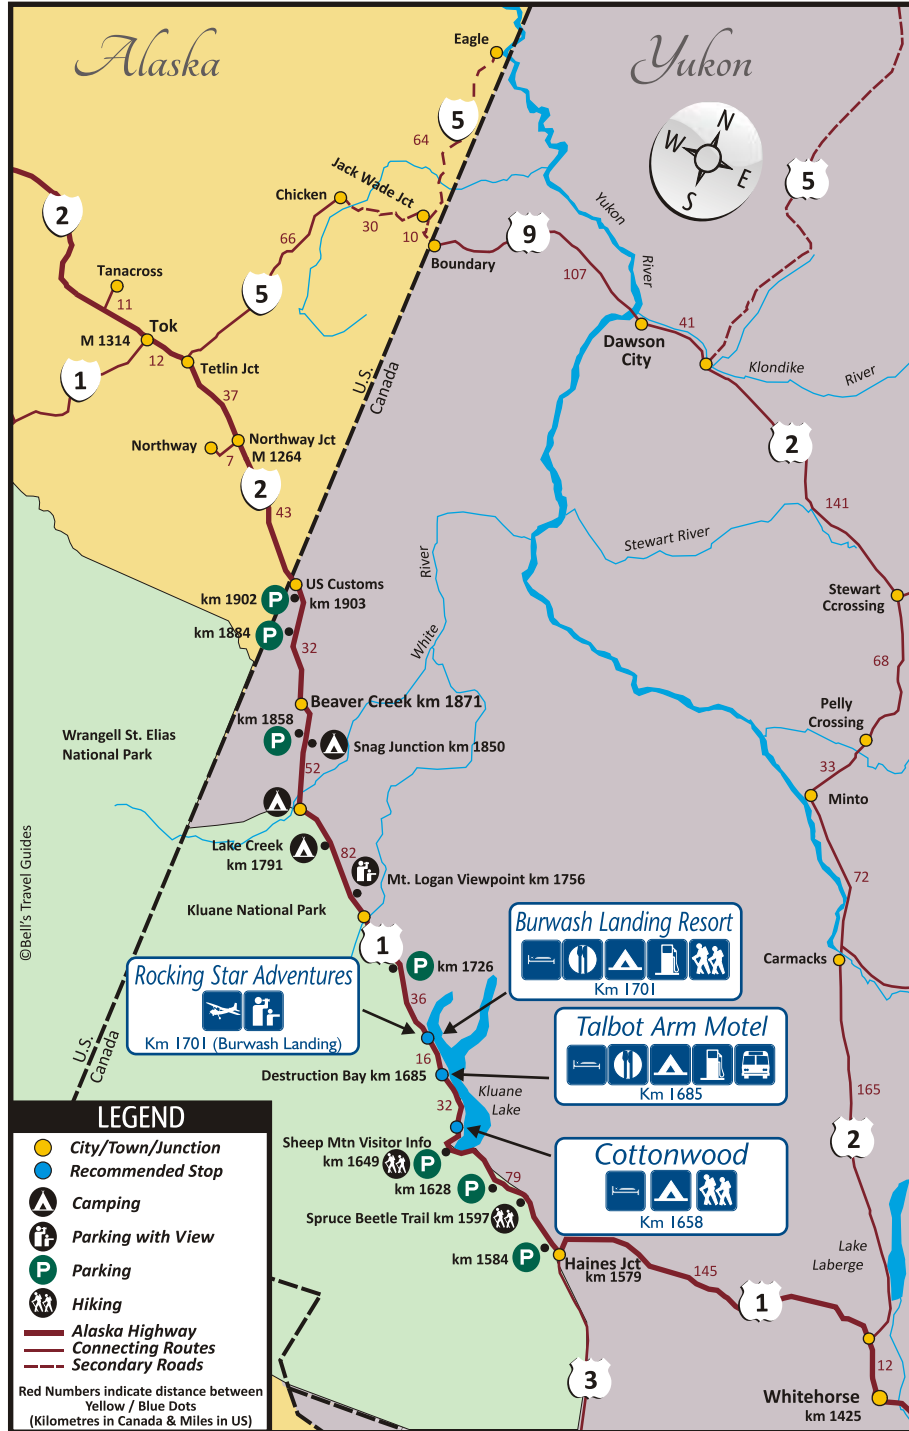 Alaska
Yukon
Eagle
5
64
N
W
E
S
5
Jack Wade Jct
Chicken
30
10
66
2
Yukon
River
9
107
Boundary
Tanacross
11
5
Tok
M 1314
12
Tetlin Jct
1
37
U.S.
Canada
41
Dawson
City
Klondike
River
Northway
7
Northway Jct
M 1264
2
43
2
141
Stewart River
River
White
US Customs
km 1902
P
km 1903
km 1884
P
32
Stewart
Ccrossing
68
Beaver Creek km 1871
km 1858
P
Snag Junction km 1850
52
Wrangell St. Elias
National Park
Pelly
Crossing
33
Minto
Lake Creek
km 1791
82
Mt. Logan Viewpoint km 1756
72
Kluane National Park
1
©Bell's Travel Guides
P
km 1726
Burwash Landing Resort
Km 1701
Carmacks
Rocking Star Adventures
Km 1701 (Burwash Landing)
36
16
Talbot Arm Motel
Km 1685
U.S.
Canada
Destruction Bay km 1685
Kluane
Lake
32
165
2
Sheep Mtn Visitor Info
km 1649
P
Cottonwood
Km 1658
79
km 1628
P
Spruce Beetle Trail km 1597
km 1584
P
Haines Jct
km 1579
145
1
Lake
Laberge
3
12
Whitehorse
km 1425
LEGEND
City/Town/Junction
Recommended Stop
Camping
Parking with View
P
Parking
Hiking
Alaska Highway
Connecting Routes
Secondary Roads
Red Numbers indicate distance between
Yellow / Blue Dots
(Kilometres in Canada & Miles in US)